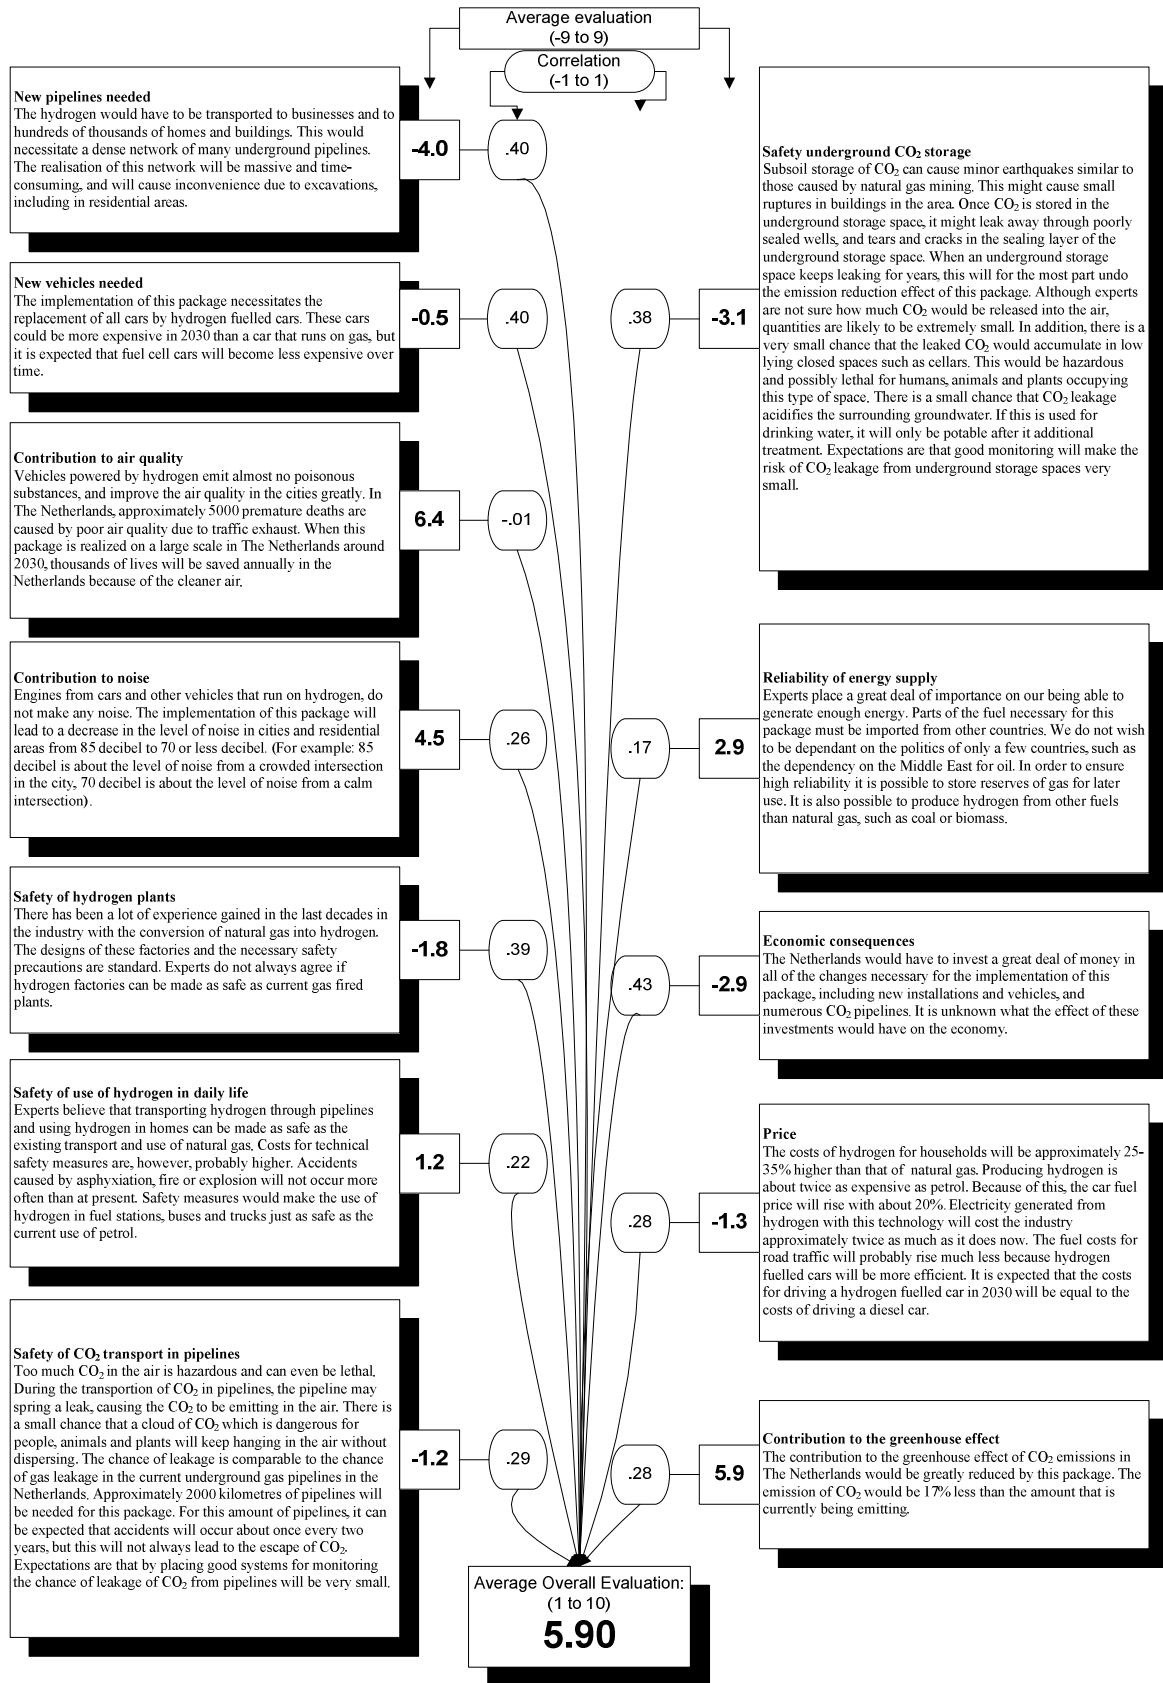 Average evaluation
(-9 to 9)
Correlation
(-1 to 1)
New pipelines needed
The hydrogen would have to be transported to businesses and to
hundreds of thousands of homes and buildings. This would
necessitate a dense network of many underground pipelines.
The realisation of this network will be massive and time-
consuming, and will cause inconvenience due to excavations,
including in residential areas.
-4.0
.40
New vehicles needed
The implementation of this package necessitates the
replacement of all cars by hydrogen fuelled cars. These cars
could be more expensive in 2030 than a car that runs on gas, but
it is expected that fuel cell cars will become less expensive over
time.
-0.5
.40
Contribution to air quality
Vehicles powered by hydrogen emit almost no poisonous
substances, and improve the air quality in the cities greatly. In
The Netherlands, approximately 5000 premature deaths are
caused by poor air quality due to traffic exhaust. When this
package is realized on a large scale in The Netherlands around
2030, thousands of lives will be saved annually in the
Netherlands because of the cleaner air.
6.4
-.01
Contribution to noise
Engines from cars and other vehicles that run on hydrogen, do
not make any noise. The implementation of this package will
lead to a decrease in the level of noise in cities and residential
areas from 85 decibel to 70 or less decibel. (For example: 85
decibel is about the level of noise from a crowded intersection
in the city, 70 decibel is about the level of noise from a calm
intersection).
4.5
.26
Safety of hydrogen plants
There has been a lot of experience gained in the last decades in
the industry with the conversion of natural gas into hydrogen.
The designs of these factories and the necessary safety
precautions are standard. Experts do not always agree if
hydrogen factories can be made as safe as current gas fired
plants.
-1.8
.39
Safety of use of hydrogen in daily life
Experts believe that transporting hydrogen through pipelines
and using hydrogen in homes can be made as safe as the
existing transport and use of natural gas. Costs for technical
safety measures are, however, probably higher. Accidents
caused by asphyxiation, fire or explosion will not occur more
often than at present. Safety measures would make the use of
hydrogen in fuel stations, buses and trucks just as safe as the
current use of petrol.
1.2
.22
Safety of CO2 transport in pipelines
Too much CO2 in the air is hazardous and can even be lethal.
During the transportion of CO2 in pipelines, the pipeline may
spring a leak, causing the CO2 to be emitting in the air. There is
a small chance that a cloud of CO2 which is dangerous for
people, animals and plants will keep hanging in the air without
dispersing. The chance of leakage is comparable to the chance
of gas leakage in the current underground gas pipelines in the
Netherlands. Approximately 2000 kilometres of pipelines will
be needed for this package. For this amount of pipelines, it can
be expected that accidents will occur about once every two
years, but this will not always lead to the escape of CO2.
Expectations are that by placing good systems for monitoring
the chance of leakage of CO2 from pipelines will be very small.
-1.2
.29
Safety underground CO2 storage
Subsoil storage of CO2 can cause minor earthquakes similar to
those caused by natural gas mining. This might cause small
ruptures in buildings in the area. Once CO2 is stored in the
underground storage space, it might leak away through poorly
sealed wells, and tears and cracks in the sealing layer of the
underground storage space. When an underground storage
space keeps leaking for years, this will for the most part undo
the emission reduction effect of this package. Although experts
are not sure how much CO2 would be released into the air,
quantities are likely to be extremely small. In addition, there is a
very small chance that the leaked CO2 would accumulate in low
lying closed spaces such as cellars. This would be hazardous
and possibly lethal for humans, animals and plants occupying
this type of space. There is a small chance that CO2 leakage
acidifies the surrounding groundwater. If this is used for
drinking water, it will only be potable after it additional
treatment. Expectations are that good monitoring will make the
risk of CO2 leakage from underground storage spaces very
small.
.38
-3.1
Reliability of energy supply
Experts place a great deal of importance on our being able to
generate enough energy. Parts of the fuel necessary for this
package must be imported from other countries. We do not wish
to be dependant on the politics of only a few countries, such as
the dependency on the Middle East for oil. In order to ensure
high reliability it is possible to store reserves of gas for later
use. It is also possible to produce hydrogen from other fuels
than natural gas, such as coal or biomass.
.17
2.9
Economic consequences
The Netherlands would have to invest a great deal of money in
all of the changes necessary for the implementation of this
package, including new installations and vehicles, and
numerous CO2 pipelines. It is unknown what the effect of these
investments would have on the economy.
.43
-2.9
Price
The costs of hydrogen for households will be approximately 25-
35% higher than that of natural gas. Producing hydrogen is
about twice as expensive as petrol. Because of this, the car fuel
price will rise with about 20%. Electricity generated from
hydrogen with this technology will cost the industry
approximately twice as much as it does now. The fuel costs for
road traffic will probably rise much less because hydrogen
fuelled cars will be more efficient. It is expected that the costs
for driving a hydrogen fuelled car in 2030 will be equal to the
costs of driving a diesel car.
.28
-1.3
Contribution to the greenhouse effect
The contribution to the greenhouse effect of CO2 emissions in
The Netherlands would be greatly reduced by this package. The
emission of CO2 would be 17% less than the amount that is
currently being emitting.
.28
5.9
Average Overall Evaluation:
(1 to 10)
5.90